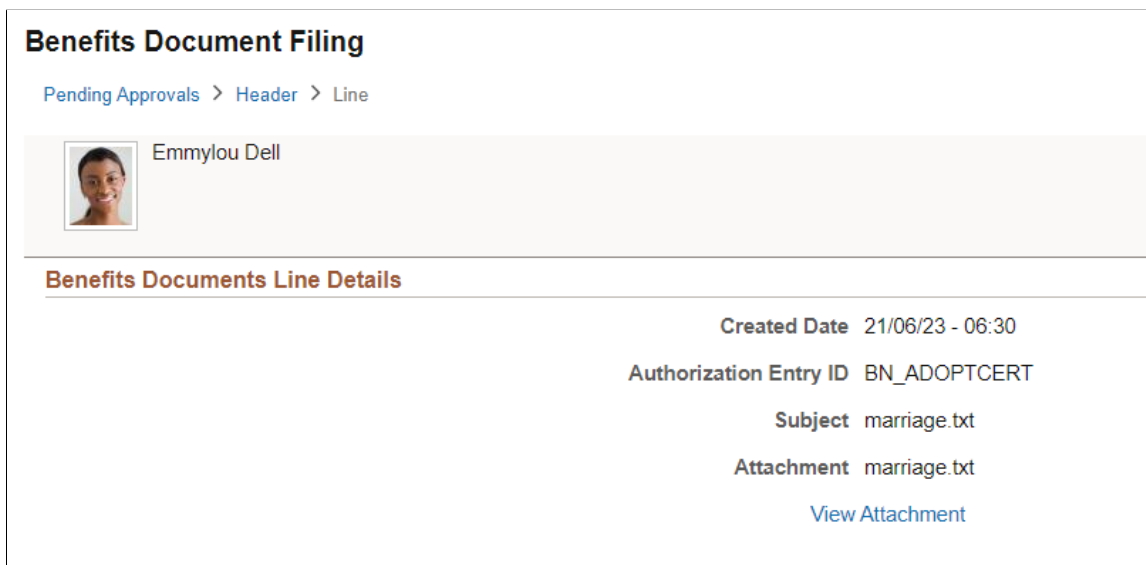 Benefits Document Filing
Pending Approvals > Header > Line
Emmylou Dell
Benefits Documents Line Details
Created Date 21/06/23 - 06:30
Authorization Entry ID BN_ADOPTCERT
Subject marriage.txt
Attachment marriage.txt
View Attachment